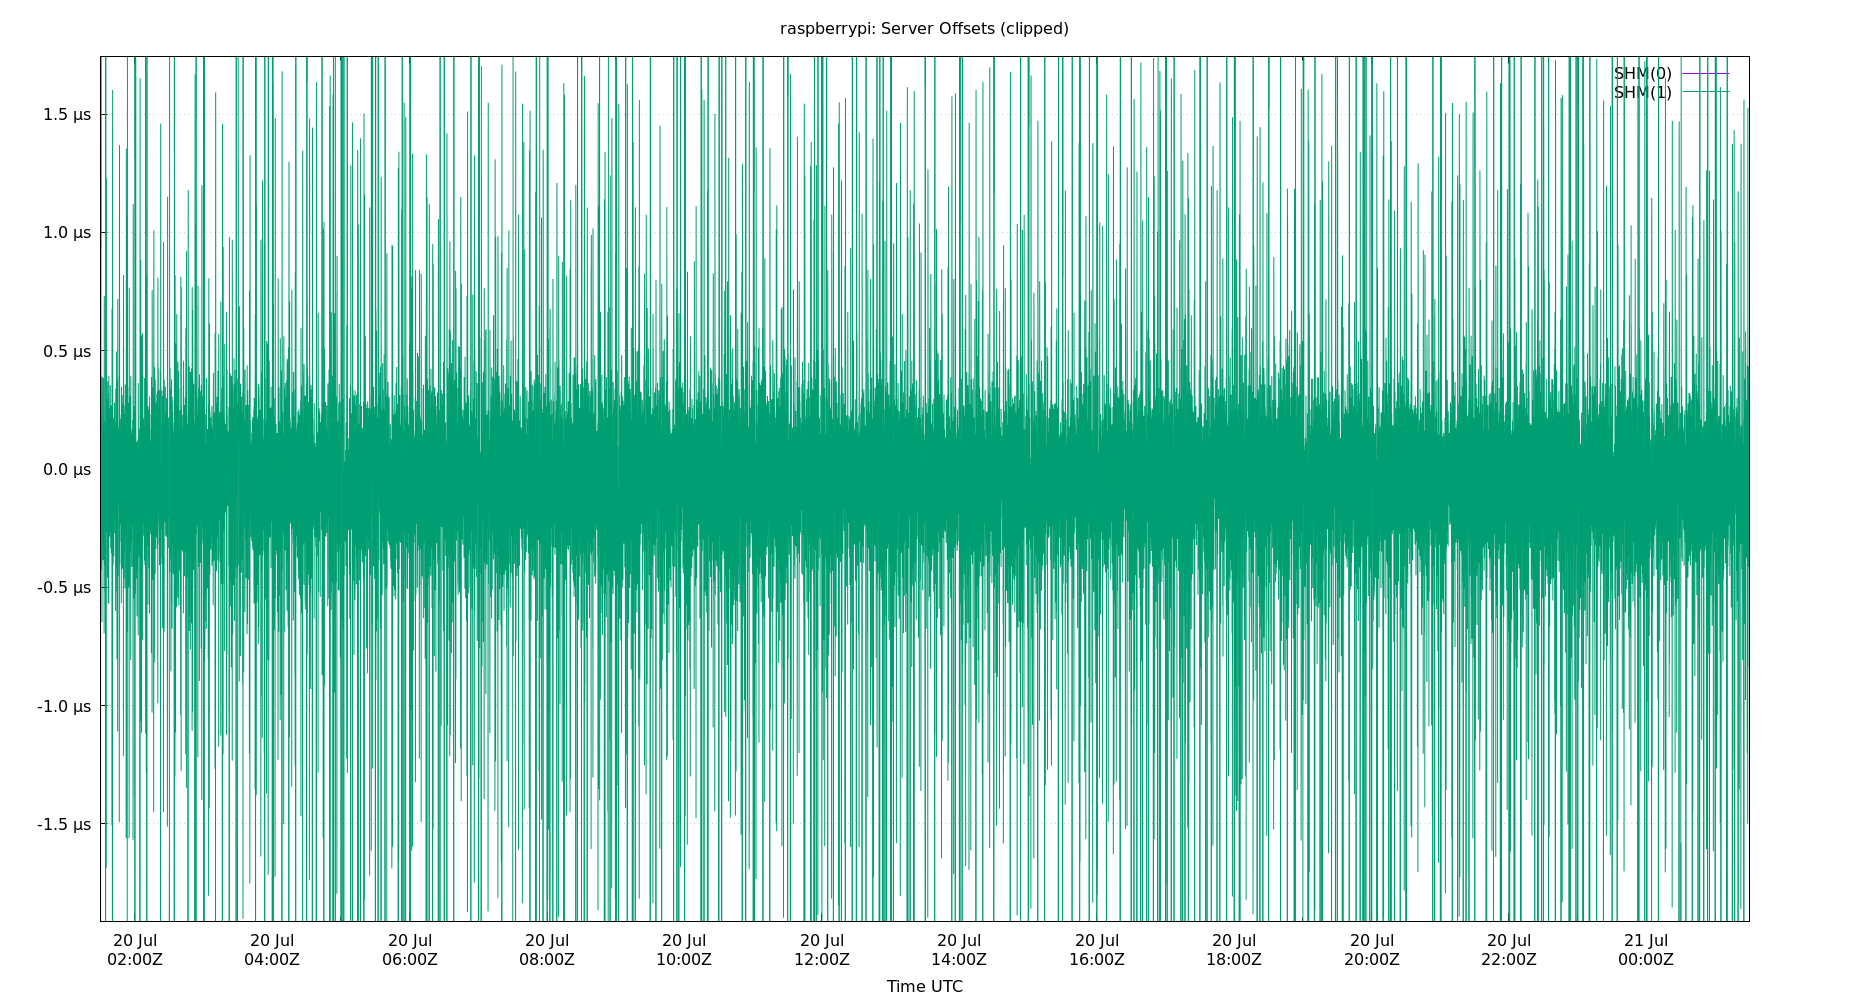 raspberrypi: Server Offsets (clipped)
SHM(0)
SHM(1)
1.5 µs
1.0 µs
0.5 µs
0.0 µs
-0.5 µs
-1.0 µs
-1.5 µs
20 Jul 20 Jul 20 Jul 20 Jul 20 Jul 20 Jul 20 Jul 20 Jul 20 Jul 20 Jul 20 Jul 21 Jul
02:00Z 04:00Z 06:00Z 08:00Z 10:00Z 12:00Z 14:00Z 16:00Z 18:00Z 20:00Z 22:00Z 00:00Z
Time UTC